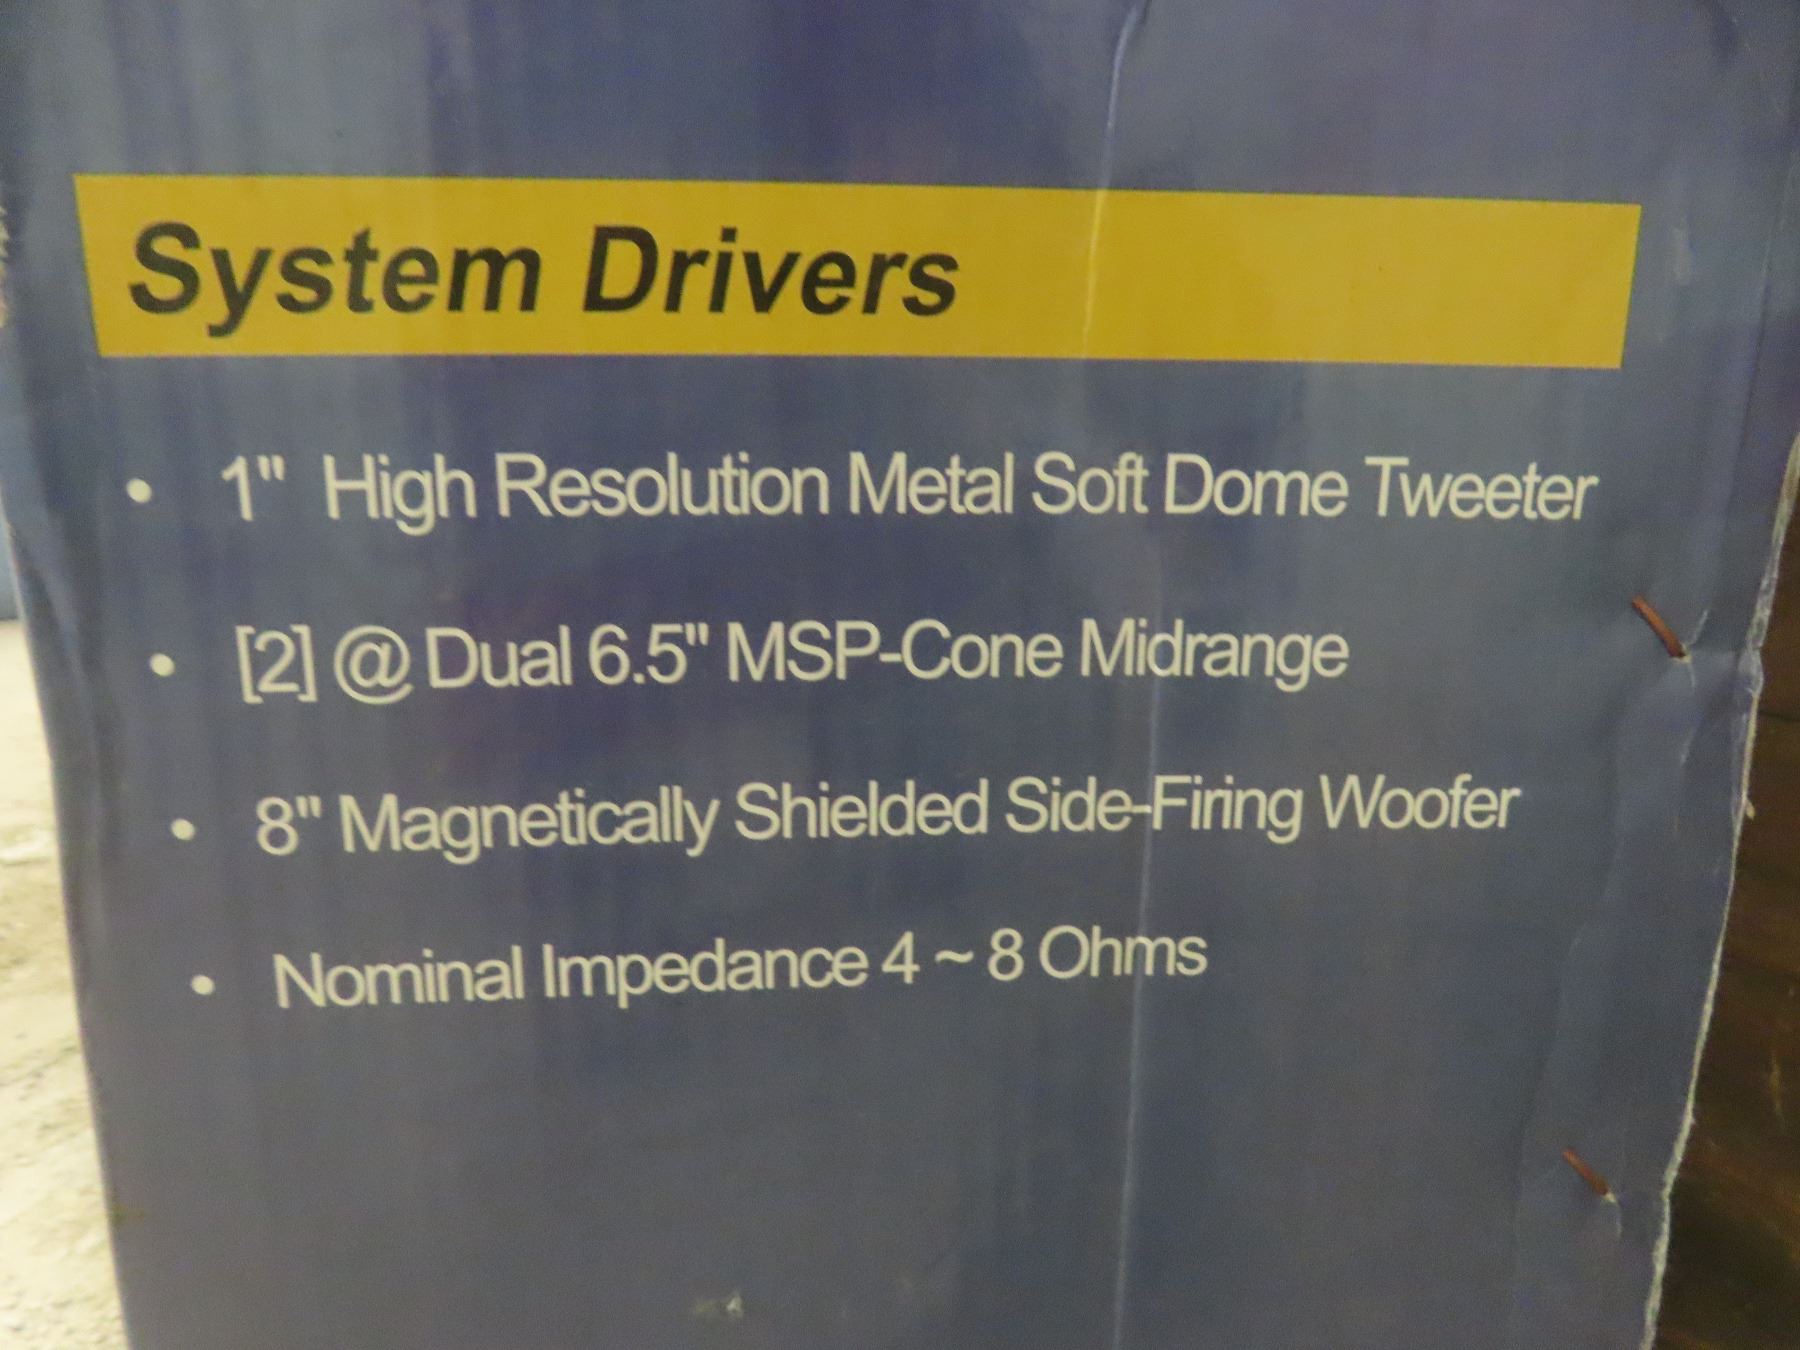 System Drivers
• 1" High Resolution Metal Soft Dome Tweeter
• [2] @ Dual 6.5" MSP-Cone Midrange
• 8" Magnetically Shielded Side-Firing Woofer
• Nominal Impedance 4 ~ 8 Ohms